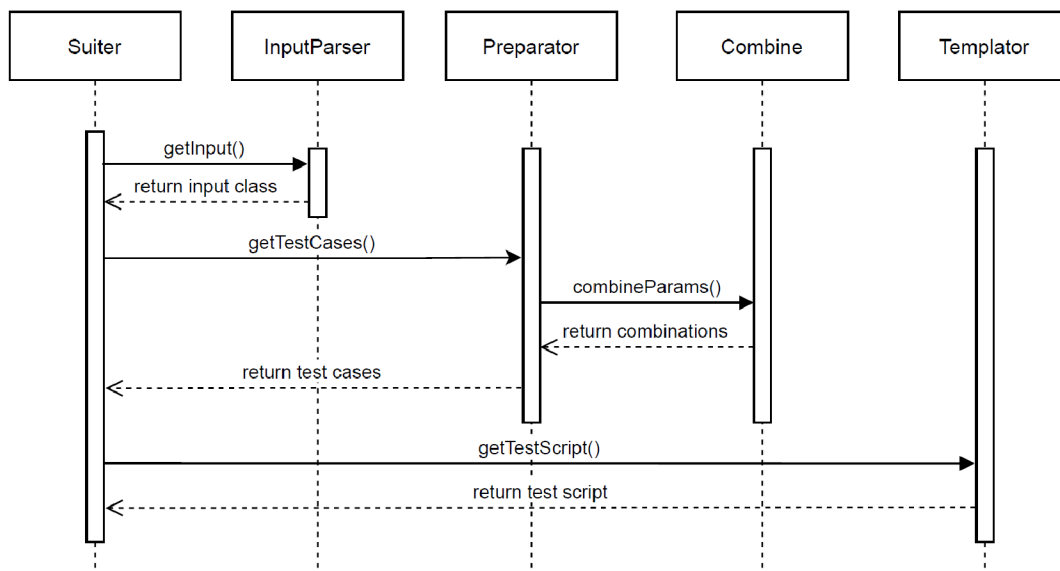 Suiter
InputParser
Preparator
Combine
Templator
getInput()
return input class
getTestCases()
combineParams()
return combinations
return test cases
getTestScript()
return test script